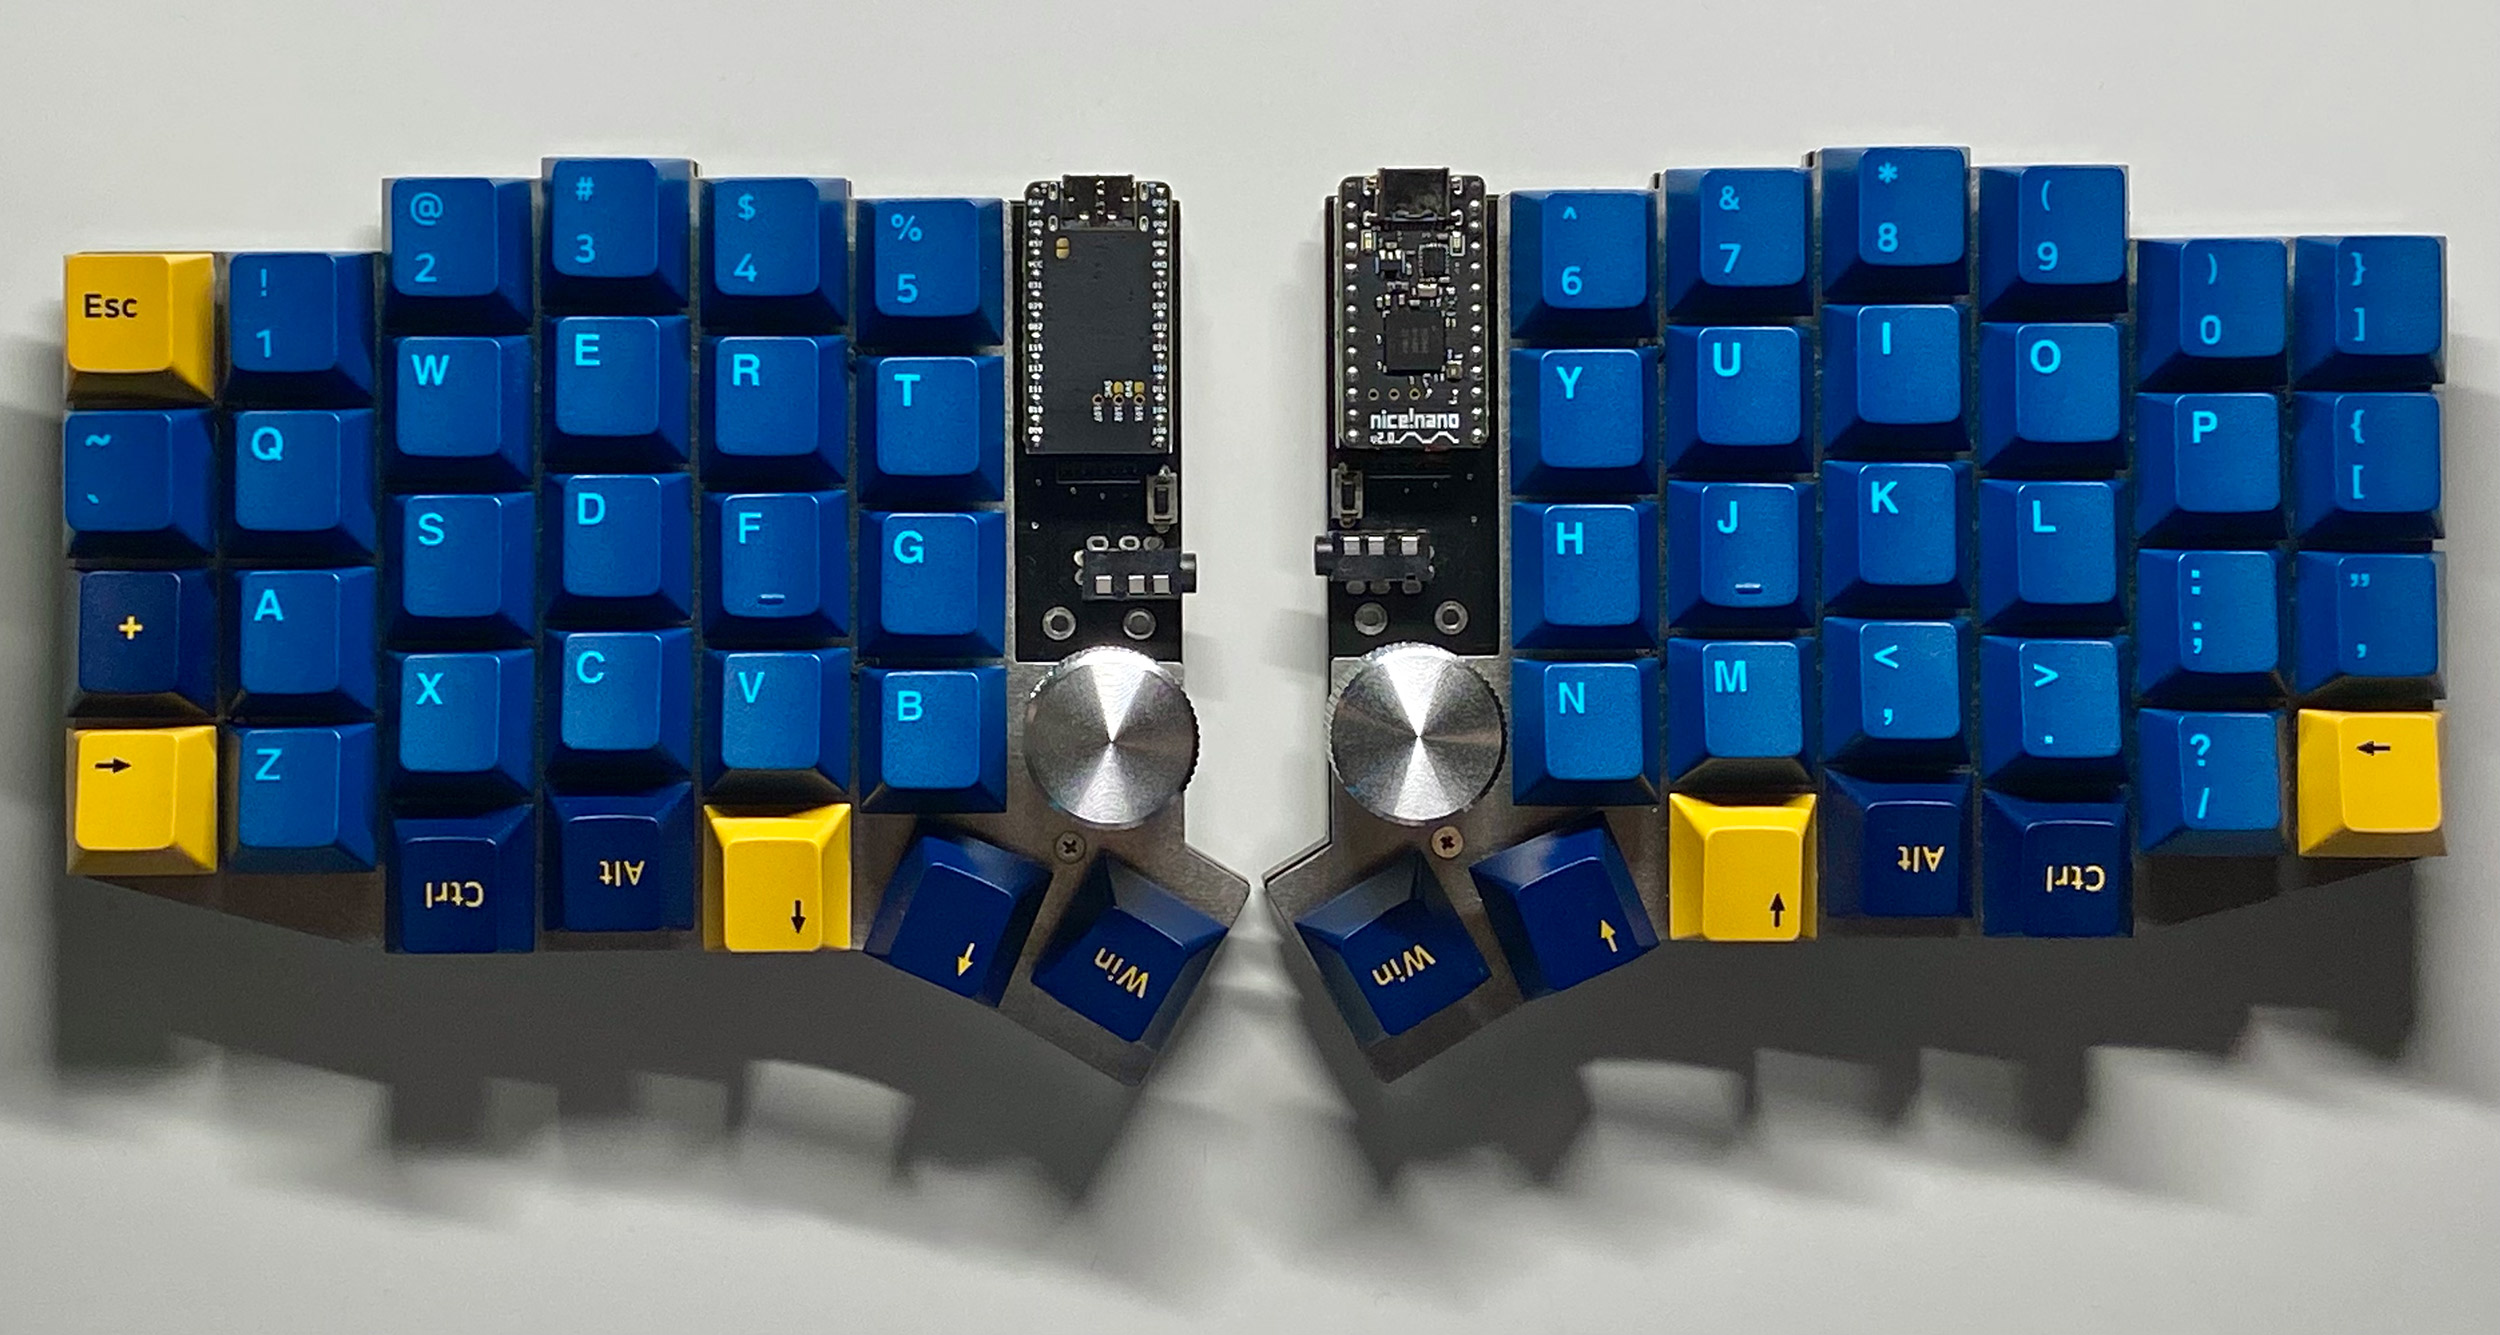 Esc ! 1 @ 2 # 3 $ 4 % 5
~ ` Q W E R T
+ A S D F G
→ Z X C V B
Ctrl Alt ↓ ↓ Win
^ 6 & 7 * 8 ( 9 ) 0 } ]
Y U I O P { [
nice!nano
v2.0
H J K L : ; " '
N M < , > . ? / ←
Win ↑ ↑ Alt Ctrl